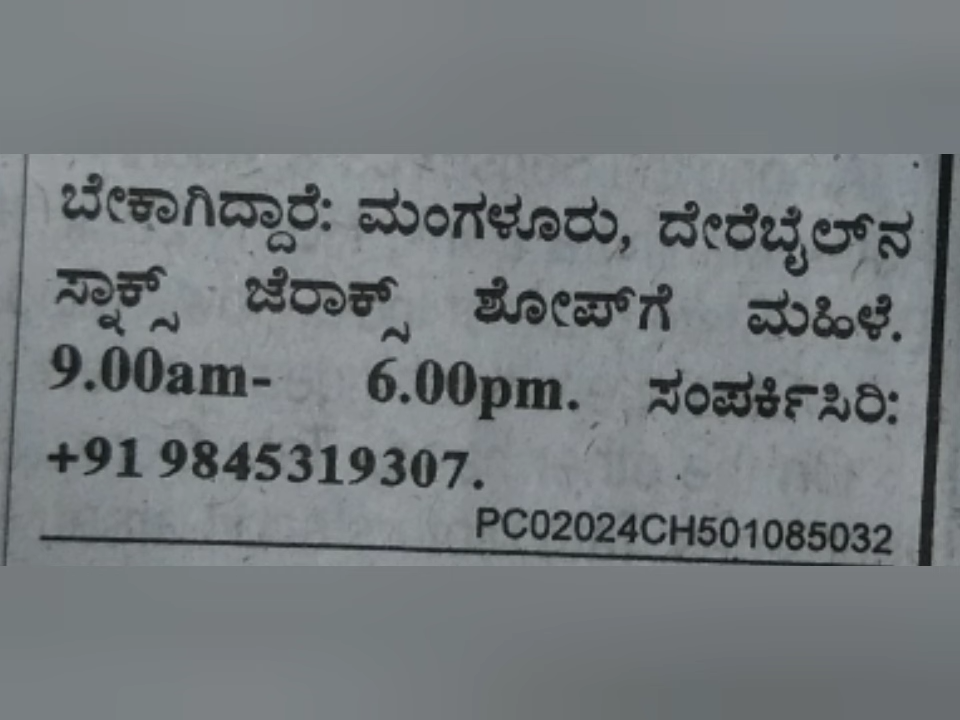 ಬೇಕಾಗಿದ್ದಾರೆ: ಮಂಗಳೂರು, ದೇರೆಬೈಲ್‌ನ
ಸ್ನಾಕ್ಸ್ ಜೆರಾಕ್ಸ್ ಶೋಪ್‌ಗೆ ಮಹಿಳೆ.
9.00am- 6.00pm. ಸಂಪರ್ಕಿಸಿರಿ:
+91 9845319307.
PC02024CH501085032